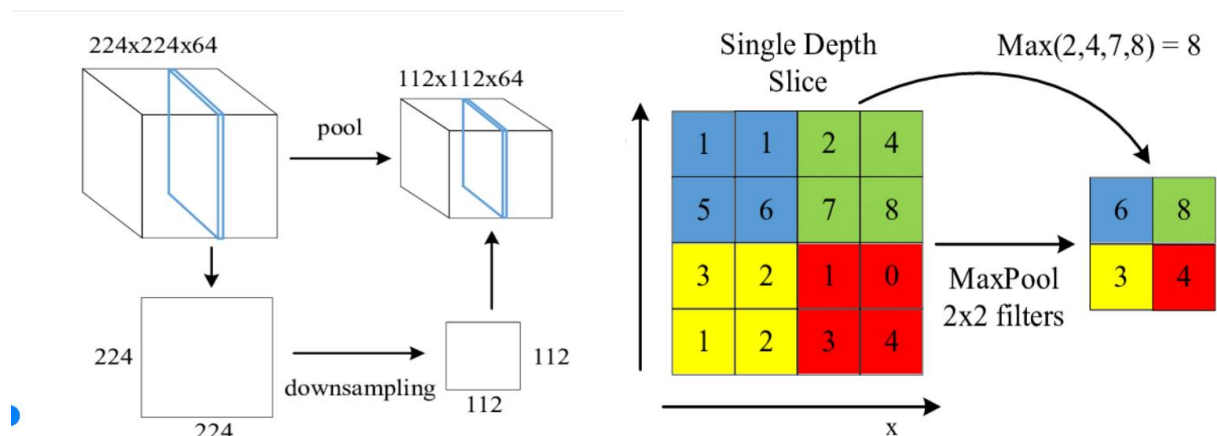 224x224x64
112x112x64
pool
224
224
downsampling
112
112
Single Depth
Slice
Max(2,4,7,8) = 8
1 1 2 4
5 6 7 8
3 2 1 0
1 2 3 4
x
MaxPool
2x2 filters
6 8
3 4